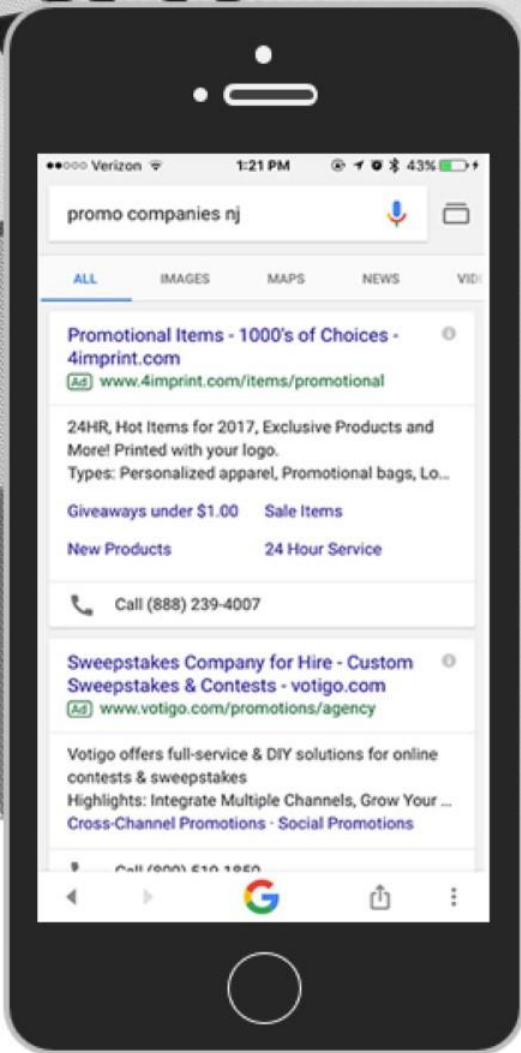 Verizon 1:21 PM 43%
promo companies nj
ALL IMAGES MAPS NEWS VID
Promotional Items - 1000's of Choices -
4imprint.com
Ad www.4imprint.com/items/promotional
24HR, Hot Items for 2017, Exclusive Products and
More! Printed with your logo.
Types: Personalized apparel, Promotional bags, Lo...
Giveaways under $1.00 Sale Items
New Products 24 Hour Service
Call (888) 239-4007
Sweepstakes Company for Hire - Custom
Sweepstakes & Contests - votigo.com
Ad www.votigo.com/promotions/agency
Votigo offers full-service & DIY solutions for online
contests & sweepstakes
Highlights: Integrate Multiple Channels, Grow Your ...
Cross-Channel Promotions · Social Promotions
Call (800) 519-1850
G